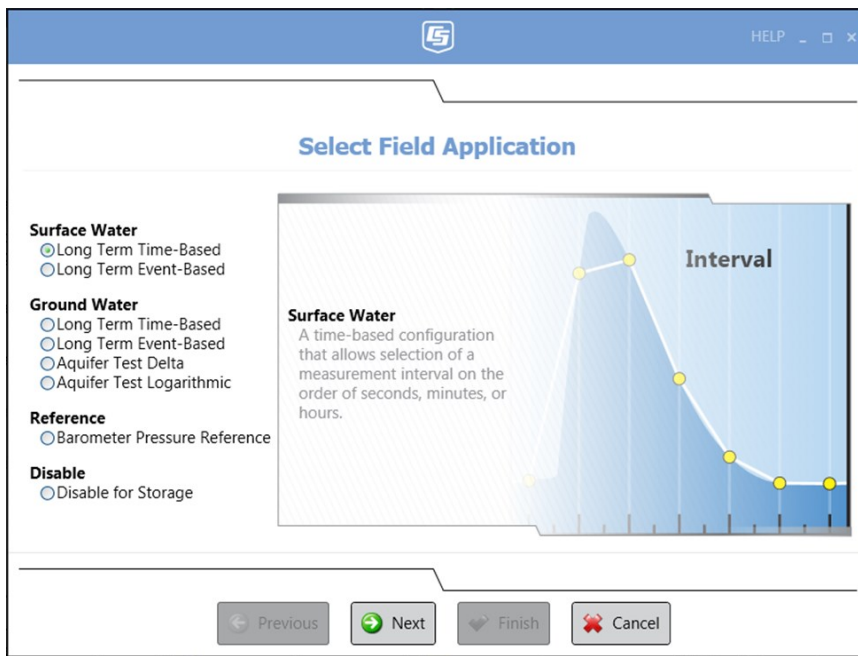 HELP
Select Field Application
Surface Water
Long Term Time-Based
Long Term Event-Based
Ground Water
Long Term Time-Based
Long Term Event-Based
Aquifer Test Delta
Aquifer Test Logarithmic
Reference
Barometer Pressure Reference
Disable
Disable for Storage
Interval
Surface Water
A time-based configuration
that allows selection of a
measurement interval on the
order of seconds, minutes, or
hours.
Previous
Next
Finish
Cancel